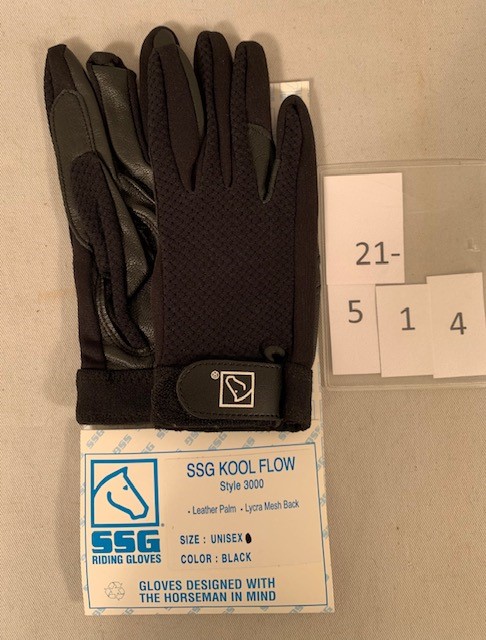 21-
5 1 4
®
SSG KOOL FLOW
Style 3000
• Leather Palm • Lycra Mesh Back
SIZE : UNISEX
COLOR : BLACK
SSG
RIDING GLOVES
GLOVES DESIGNED WITH
THE HORSEMAN IN MIND